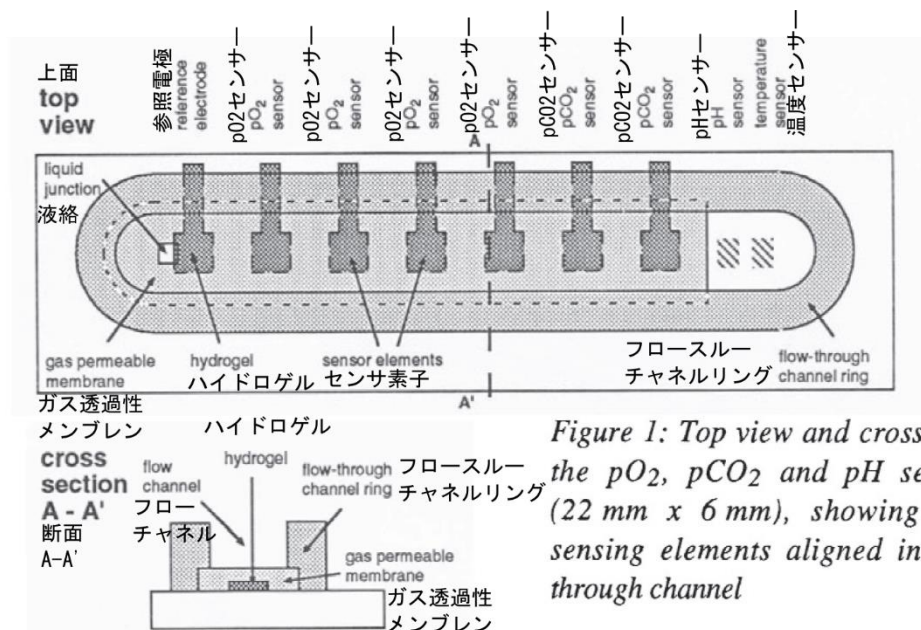 上面
top
view
参照電極
reference
electrode
pO2センサー
pO2
sensor
pO2センサー
pO2
sensor
pO2センサー
pO2
sensor
pO2センサー
pO2
sensor
pCO2センサー
pCO2
sensor
pCO2センサー
pCO2
sensor
pHセンサー
pH
sensor
temperature
sensor
温度センサー
A
liquid
junction
液絡
gas permeable
membrane
ガス透過性
メンブレン
hydrogel
ハイドロゲル
sensor elements
センサ素子
フロースルー
チャネルリング
flow-through
channel ring
A'
cross
section
A - A'
断面
A-A'
flow
channel
フロー
チャネル
ハイドロゲル
hydrogel
flow-through
channel ring
フロースルー
チャネルリング
gas permeable
membrane
ガス透過性
メンブレン
Figure 1: Top view and cross
the pO2, pCO2 and pH se
(22 mm x 6 mm), showing
sensing elements aligned in
through channel